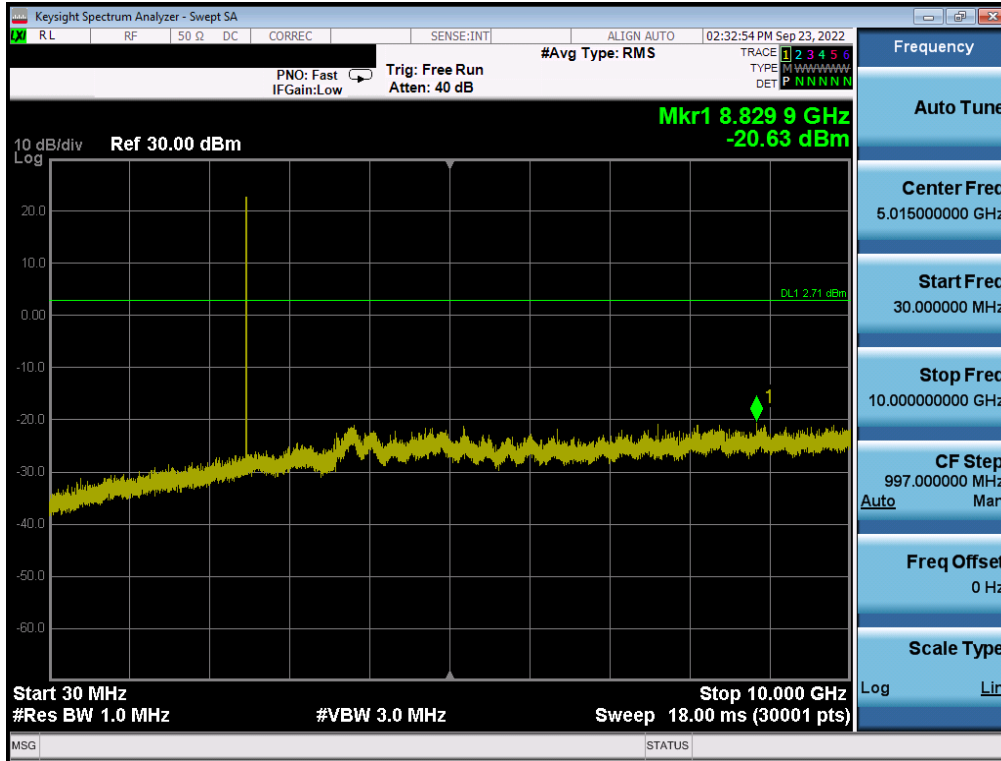 Keysight Spectrum Analyzer - Swept SA
LXI RL RF 50 Ω DC CORREC SENSE:INT ALIGN AUTO 02:32:54 PM Sep 23, 2022
#Avg Type: RMS TRACE 1 2 3 4 5 6
PNO: Fast Trig: Free Run TYPE M WWWWW
IFGain:Low Atten: 40 dB DET P N N N N N
Mkr1 8.829 9 GHz
-20.63 dBm
10 dB/div Ref 30.00 dBm
Log
20.0
10.0
DL1 2.71 dBm
0.00
-10.0
1
-20.0
-30.0
-40.0
-50.0
-60.0
Start 30 MHz Stop 10.000 GHz
#Res BW 1.0 MHz #VBW 3.0 MHz Sweep 18.00 ms (30001 pts)
MSG STATUS
Frequency
Auto Tune
Center Freq
5.015000000 GHz
Start Freq
30.000000 MHz
Stop Freq
10.000000000 GHz
CF Step
997.000000 MHz
Auto Man
Freq Offset
0 Hz
Scale Type
Log Lin